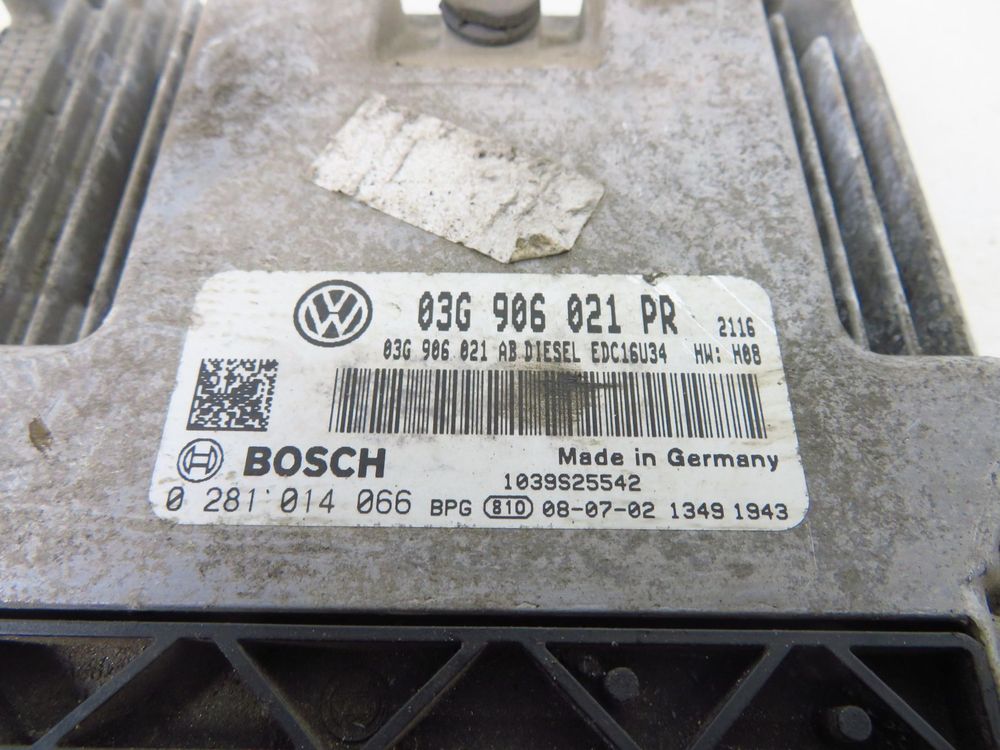 03G 906 021 PR 2116
03G 906 021 AB DIESEL EDC16U34 HW: H08
BOSCH Made in Germany
1039S25542
0 281 014 066 BPG 810 08-07-02 1349 1943